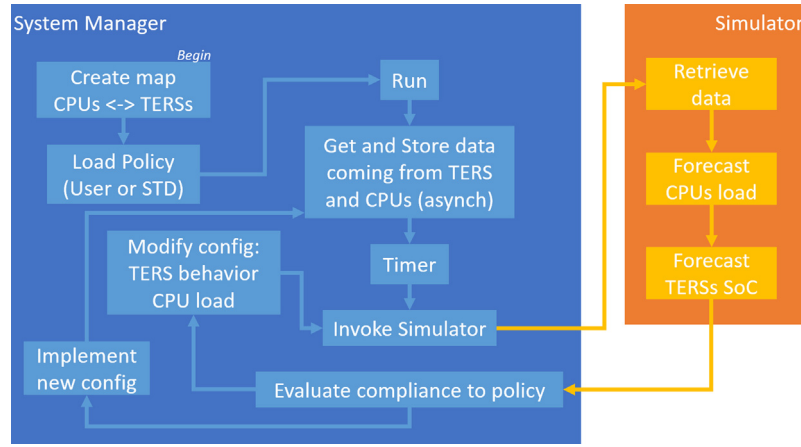 System Manager
Simulator
Begin
Create map
CPUs <-> TERSs
Load Policy
(User or STD)
Run
Get and Store data
coming from TERS
and CPUs (asynch)
Timer
Invoke Simulator
Retrieve
data
Forecast
CPUs load
Forecast
TERSs SoC
Evaluate compliance to policy
Modify config:
TERS behavior
CPU load
Implement
new config